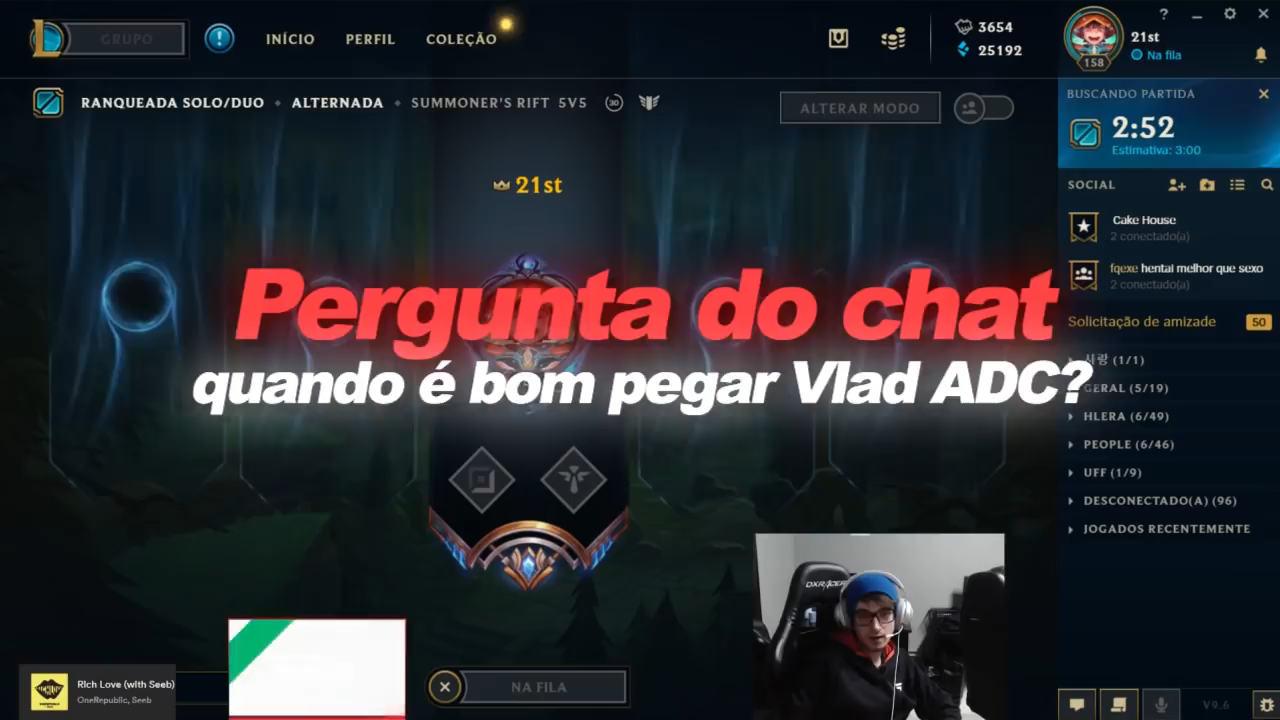 GRUPO
INÍCIO
PERFIL
COLEÇÃO
3654
25192
158
21st
Na fila
RANQUEADA SOLO/DUO
ALTERNADA
SUMMONER'S RIFT 5V5
30
ALTERAR MODO
BUSCANDO PARTIDA
2:52
Estimativa: 3:00
21st
SOCIAL
Cake House
2 conectado(a)
fqexe hentai melhor que sexo
2 conectado(a)
Pergunta do chat
quando é bom pegar Vlad ADC?
Solicitação de amizade 50
사랑 (1/1)
GERAL (5/19)
HLERA (6/49)
PEOPLE (6/46)
UFF (1/9)
DESCONECTADO(A) (96)
JOGADOS RECENTEMENTE
DXRACER
Rich Love (with Seeb)
OneRepublic, Seeb
NA FILA
V9.6